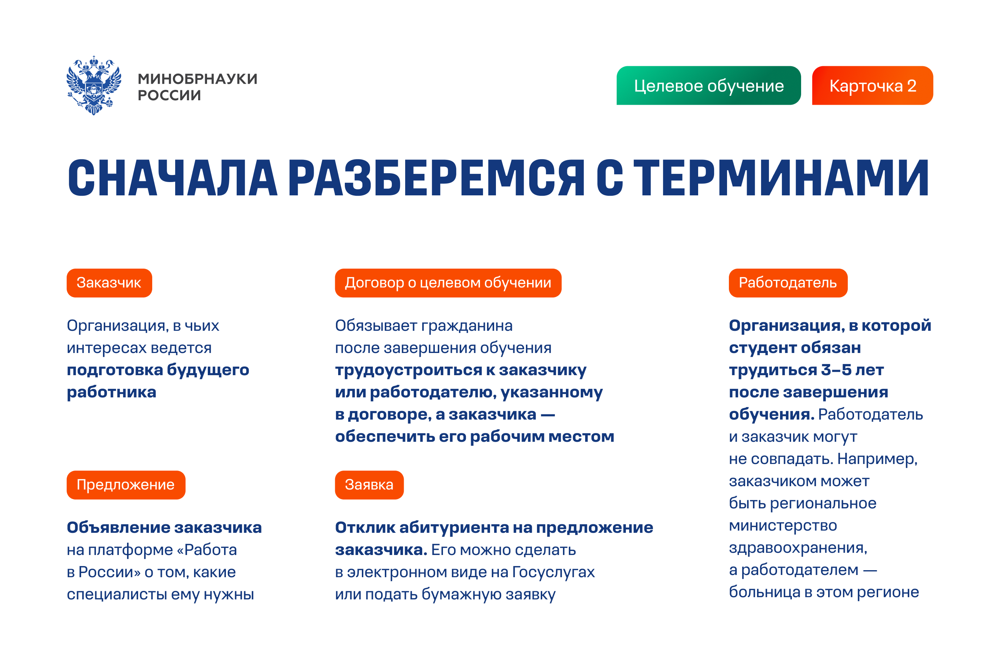 МИНОБРНАУКИ
РОССИИ
Целевое обучение
Карточка 2
СНАЧАЛА РАЗБЕРЕМСЯ С ТЕРМИНАМИ
Заказчик
Организация, в чьих
интересах ведется
подготовка будущего
работника
Договор о целевом обучении
Обязывает гражданина
после завершения обучения
трудоустроиться к заказчику
или работодателю, указанному
в договоре, а заказчика —
обеспечить его рабочим местом
Работодатель
Организация, в которой
студент обязан
трудиться 3–5 лет
после завершения
обучения. Работодатель
и заказчик могут
не совпадать. Например,
заказчиком может
быть региональное
министерство
здравоохранения,
а работодателем —
больница в этом регионе
Предложение
Объявление заказчика
на платформе «Работа
в России» о том, какие
специалисты ему нужны
Заявка
Отклик абитуриента на предложение
заказчика. Его можно сделать
в электронном виде на Госуслугах
или подать бумажную заявку